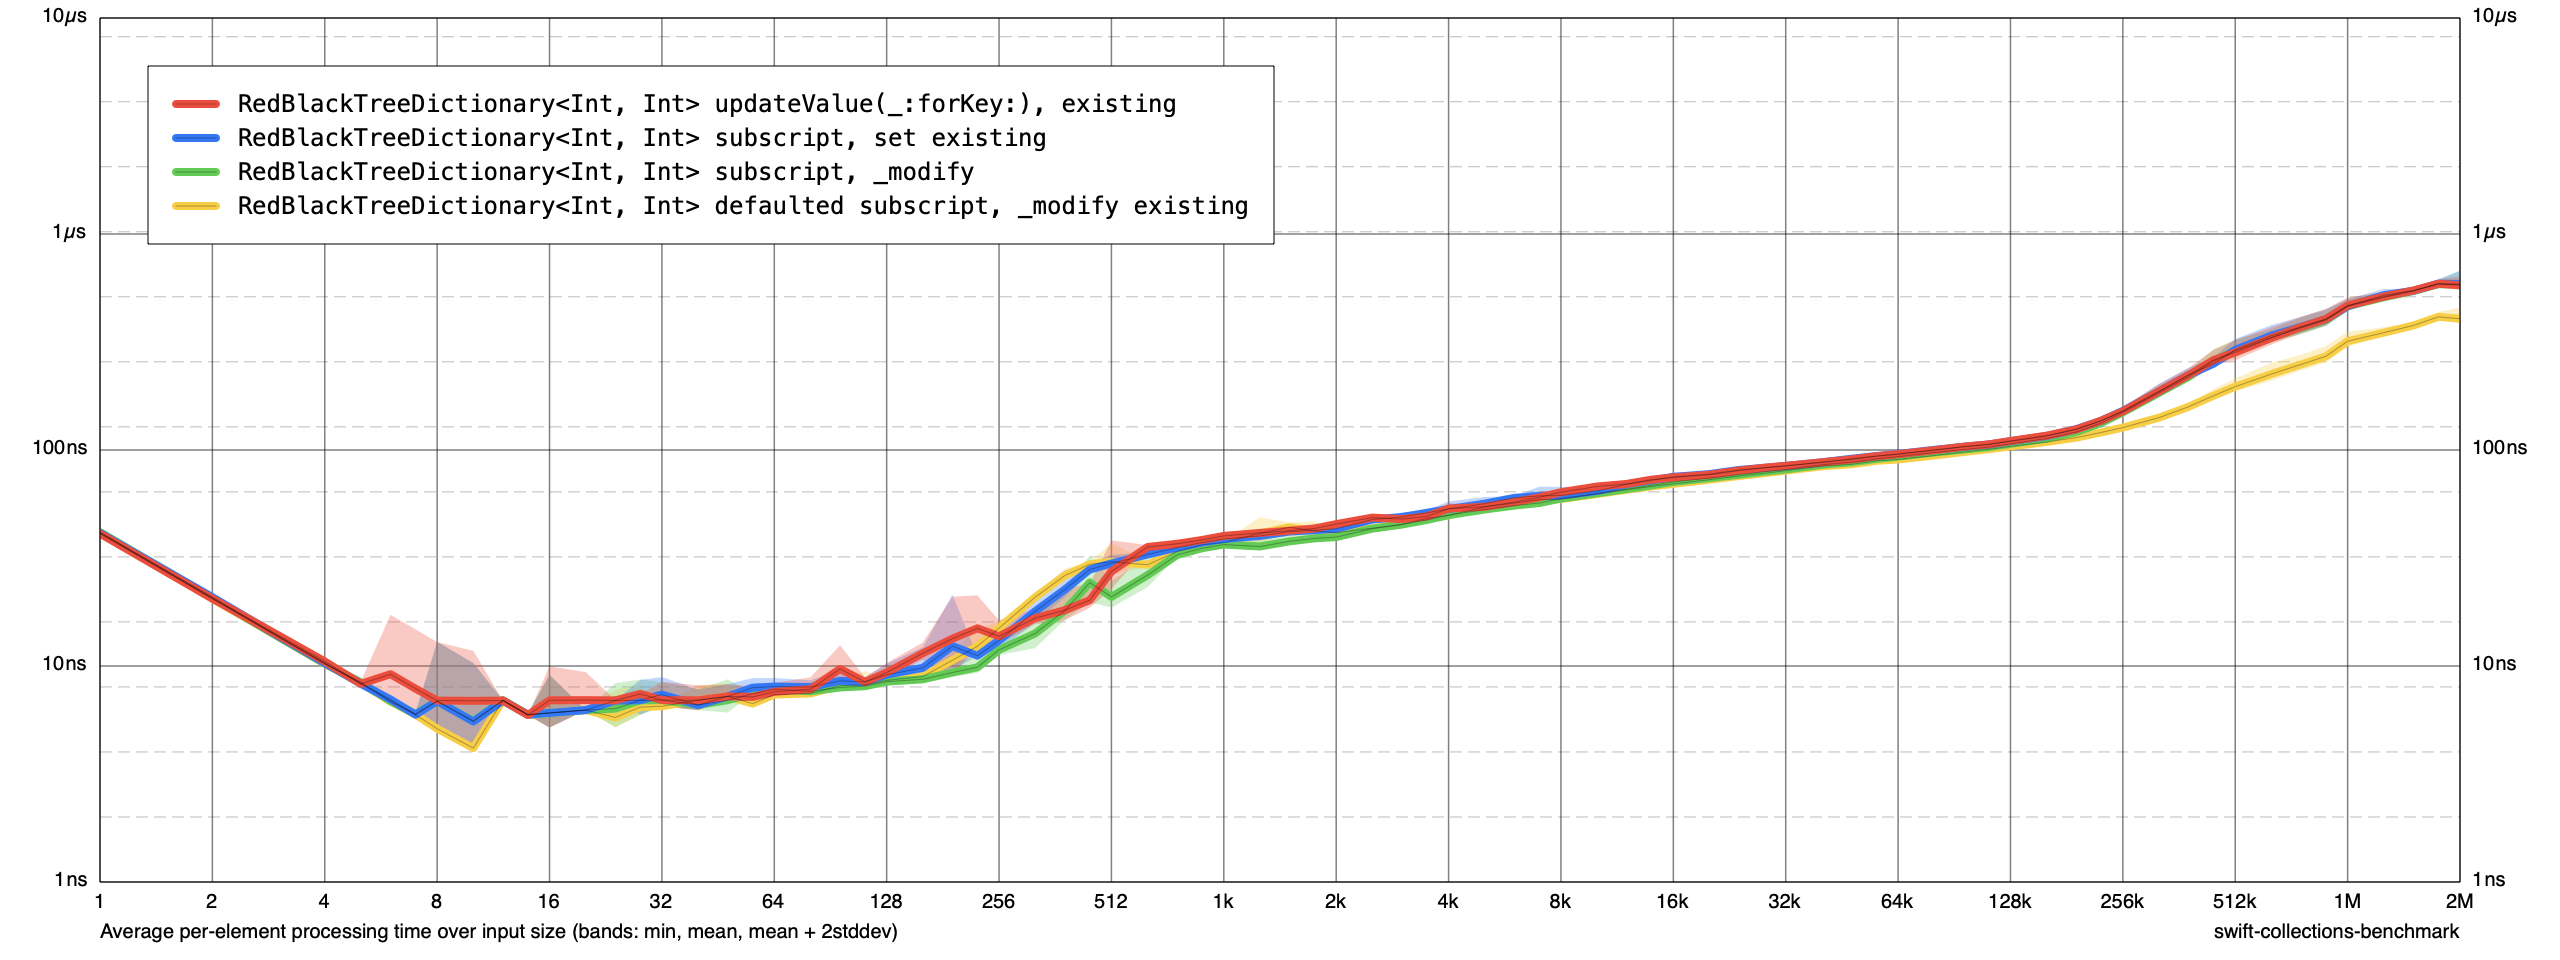 10µs
10µs
RedBlackTreeDictionary<Int, Int> updateValue(_:forKey:), existing
RedBlackTreeDictionary<Int, Int> subscript, set existing
RedBlackTreeDictionary<Int, Int> subscript, _modify
RedBlackTreeDictionary<Int, Int> defaulted subscript, _modify existing
1µs
1µs
100ns
100ns
10ns
10ns
1ns
1ns
1 2 4 8 16 32 64 128 256 512 1k 2k 4k 8k 16k 32k 64k 128k 256k 512k 1M 2M
Average per-element processing time over input size (bands: min, mean, mean + 2stddev)
swift-collections-benchmark